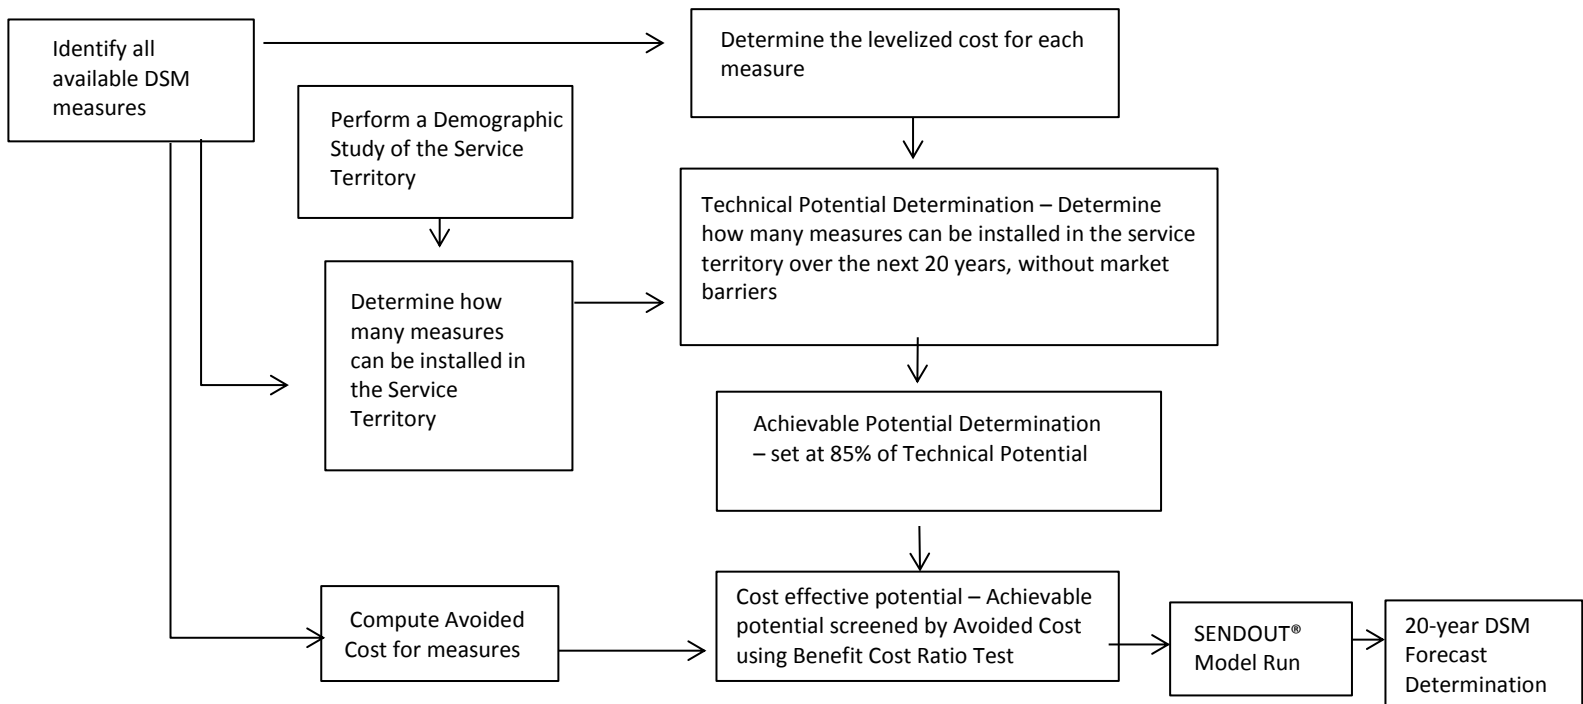 Identify all
available DSM
measures
Determine the levelized cost for each
measure
Perform a Demographic
Study of the Service
Territory
Technical Potential Determination – Determine
how many measures can be installed in the service
territory over the next 20 years, without market
barriers
Determine how
many measures
can be installed in
the Service
Territory
Achievable Potential Determination
– set at 85% of Technical Potential
Compute Avoided
Cost for measures
Cost effective potential – Achievable
potential screened by Avoided Cost
using Benefit Cost Ratio Test
SENDOUT®
Model Run
20-year DSM
Forecast
Determination